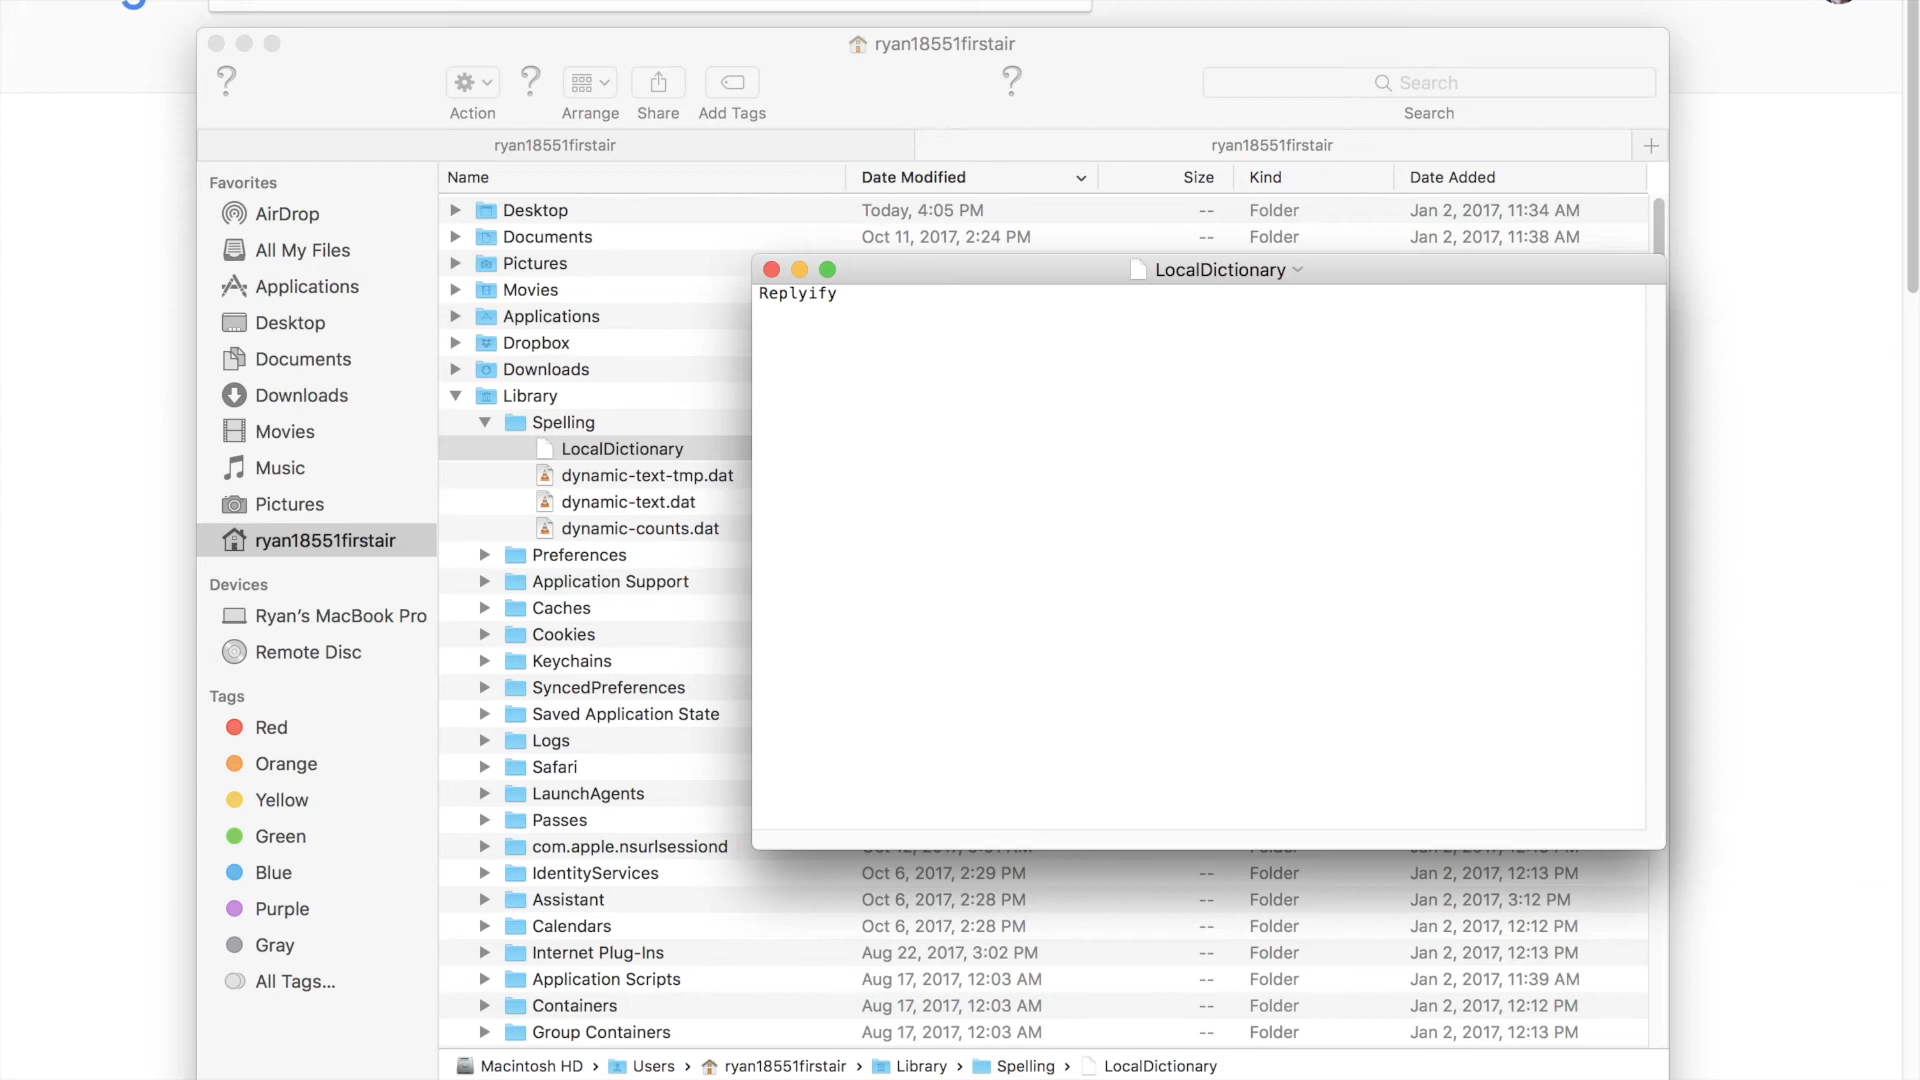 ryan18551firstair
Action
Arrange
Share
Add Tags
Search
Search
ryan18551firstair
ryan18551firstair
Favorites
AirDrop
All My Files
Applications
Desktop
Documents
Downloads
Movies
Music
Pictures
ryan18551firstair
Devices
Ryan’s MacBook Pro
Remote Disc
Tags
Red
Orange
Yellow
Green
Blue
Purple
Gray
All Tags...
Name Date Modified Size Kind Date Added
Desktop Today, 4:05 PM -- Folder Jan 2, 2017, 11:34 AM
Documents Oct 11, 2017, 2:24 PM -- Folder Jan 2, 2017, 11:38 AM
Pictures
Movies
Applications
Dropbox
Downloads
Library
Spelling
LocalDictionary
dynamic-text-tmp.dat
dynamic-text.dat
dynamic-counts.dat
Preferences
Application Support
Caches
Cookies
Keychains
SyncedPreferences
Saved Application State
Logs
Safari
LaunchAgents
Passes
com.apple.nsurlsessiond
IdentityServices Oct 6, 2017, 2:29 PM -- Folder Jan 2, 2017, 12:13 PM
Assistant Oct 6, 2017, 2:28 PM -- Folder Jan 2, 2017, 3:12 PM
Calendars Oct 6, 2017, 2:28 PM -- Folder Jan 2, 2017, 12:12 PM
Internet Plug-Ins Aug 22, 2017, 3:02 PM -- Folder Jan 2, 2017, 12:13 PM
Application Scripts Aug 17, 2017, 12:03 AM -- Folder Jan 2, 2017, 11:39 AM
Containers Aug 17, 2017, 12:03 AM -- Folder Jan 2, 2017, 12:12 PM
Group Containers Aug 17, 2017, 12:03 AM -- Folder Jan 2, 2017, 12:13 PM
Macintosh HD › Users › ryan18551firstair › Library › Spelling › LocalDictionary
LocalDictionary
Replyify